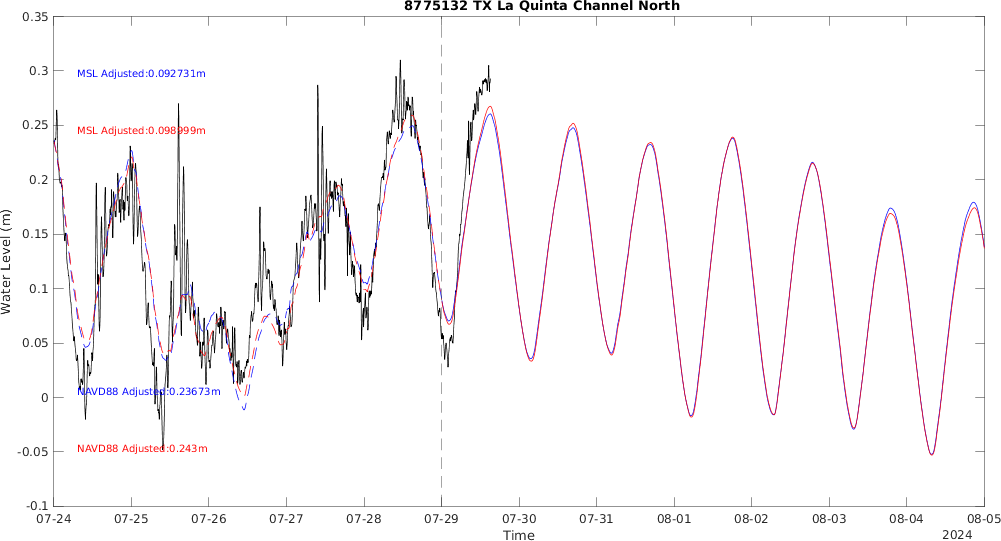 8775132 TX La Quinta Channel North
0.35
0.3
0.25
0.2
0.15
0.1
0.05
0
-0.05
-0.1
Water Level (m)
MSL Adjusted:0.092731m
MSL Adjusted:0.098999m
NAVD88 Adjusted:0.23673m
NAVD88 Adjusted:0.243m
07-24 07-25 07-26 07-27 07-28 07-29 07-30 07-31 08-01 08-02 08-03 08-04 08-05
Time
2024